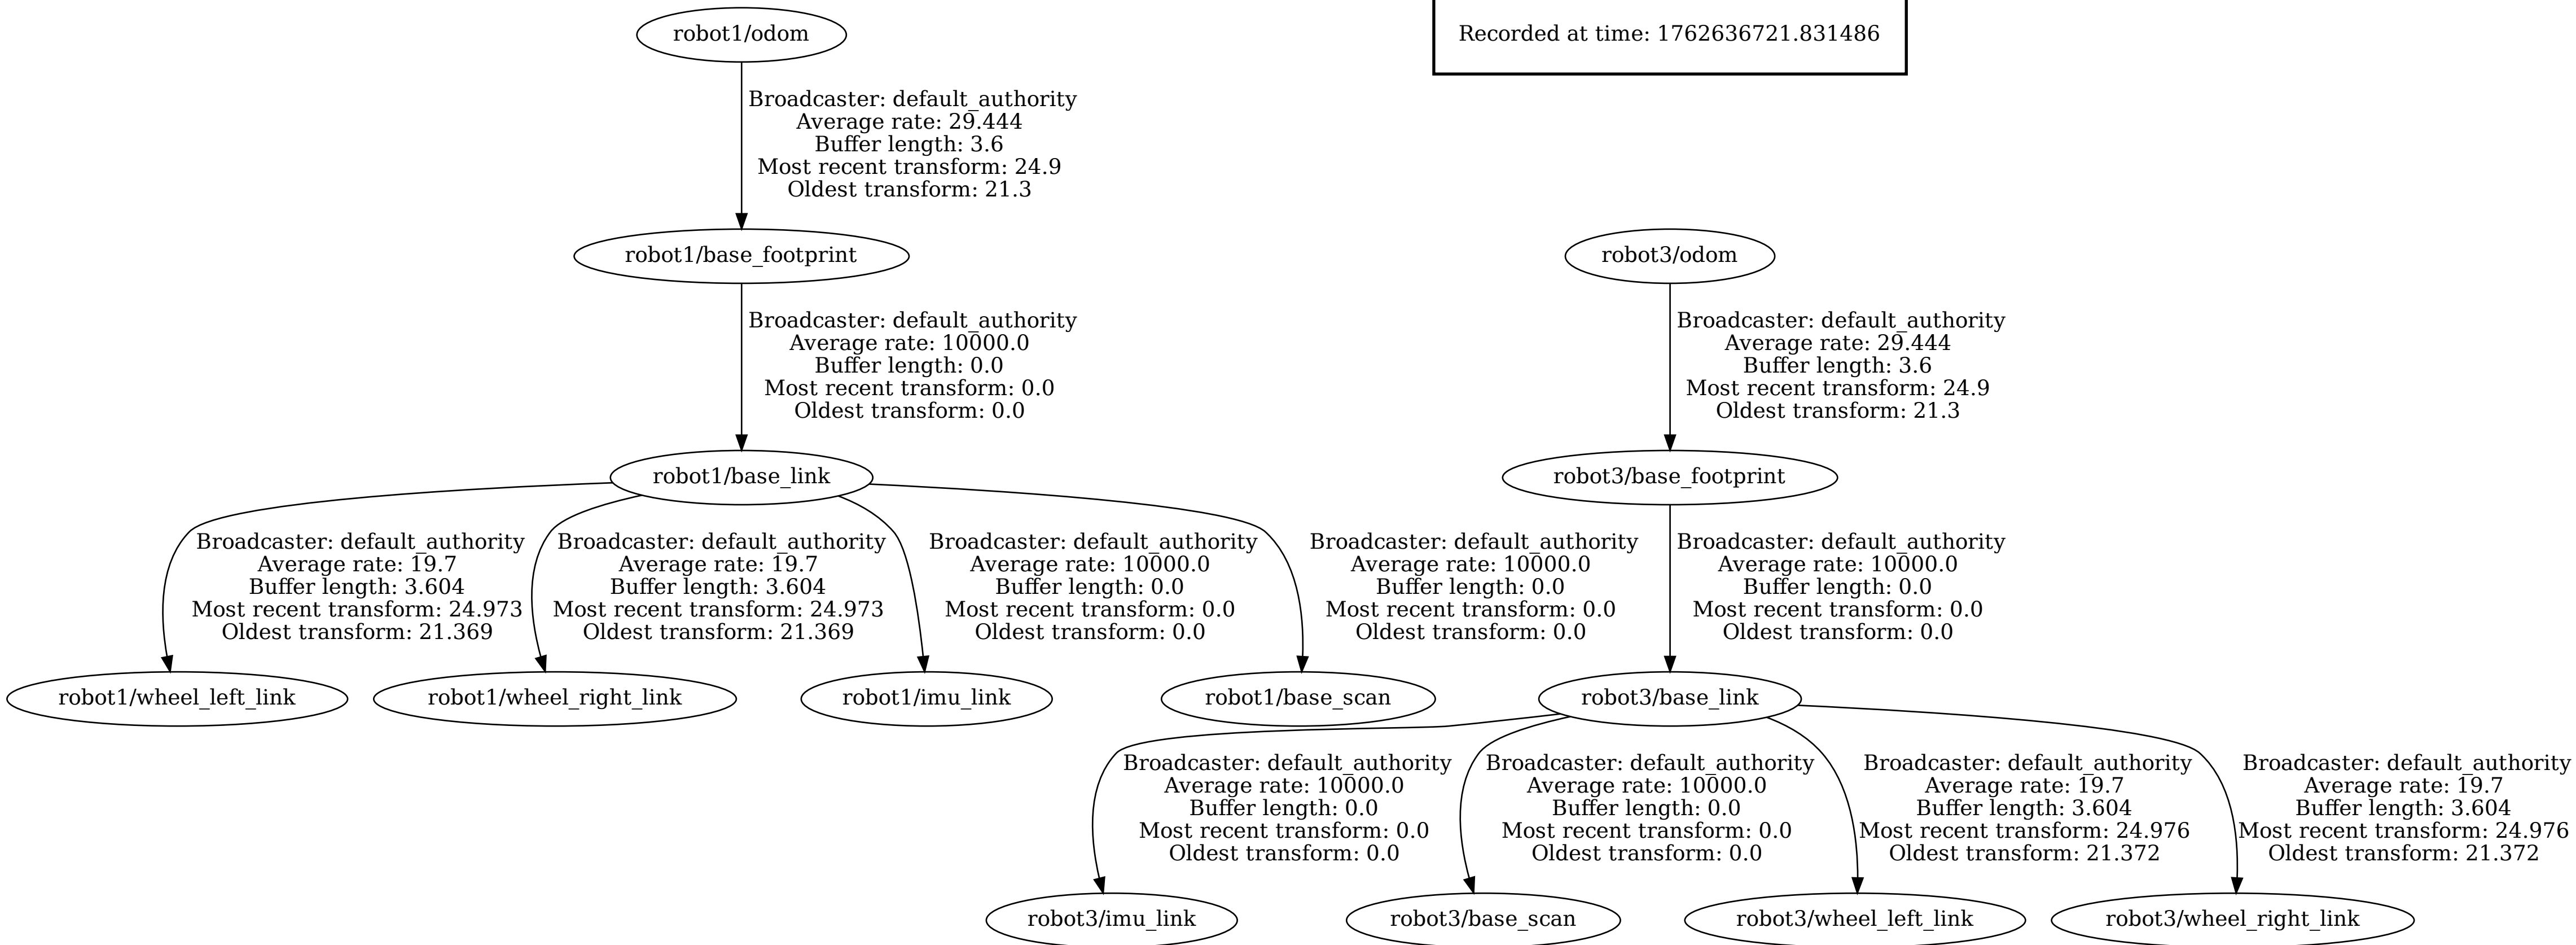 robot1/odom
Recorded at time: 1762636721.831486
Broadcaster: default_authority
Average rate: 29.444
Buffer length: 3.6
Most recent transform: 24.9
Oldest transform: 21.3
robot1/base_footprint
robot3/odom
Broadcaster: default_authority
Average rate: 10000.0
Buffer length: 0.0
Most recent transform: 0.0
Oldest transform: 0.0
Broadcaster: default_authority
Average rate: 29.444
Buffer length: 3.6
Most recent transform: 24.9
Oldest transform: 21.3
robot1/base_link
robot3/base_footprint
Broadcaster: default_authority
Average rate: 19.7
Buffer length: 3.604
Most recent transform: 24.973
Oldest transform: 21.369
Broadcaster: default_authority
Average rate: 19.7
Buffer length: 3.604
Most recent transform: 24.973
Oldest transform: 21.369
Broadcaster: default_authority
Average rate: 10000.0
Buffer length: 0.0
Most recent transform: 0.0
Oldest transform: 0.0
Broadcaster: default_authority
Average rate: 10000.0
Buffer length: 0.0
Most recent transform: 0.0
Oldest transform: 0.0
Broadcaster: default_authority
Average rate: 10000.0
Buffer length: 0.0
Most recent transform: 0.0
Oldest transform: 0.0
robot1/wheel_left_link
robot1/wheel_right_link
robot1/imu_link
robot1/base_scan
robot3/base_link
Broadcaster: default_authority
Average rate: 10000.0
Buffer length: 0.0
Most recent transform: 0.0
Oldest transform: 0.0
Broadcaster: default_authority
Average rate: 10000.0
Buffer length: 0.0
Most recent transform: 0.0
Oldest transform: 0.0
Broadcaster: default_authority
Average rate: 19.7
Buffer length: 3.604
Most recent transform: 24.976
Oldest transform: 21.372
Broadcaster: default_authority
Average rate: 19.7
Buffer length: 3.604
Most recent transform: 24.976
Oldest transform: 21.372
robot3/imu_link
robot3/base_scan
robot3/wheel_left_link
robot3/wheel_right_link